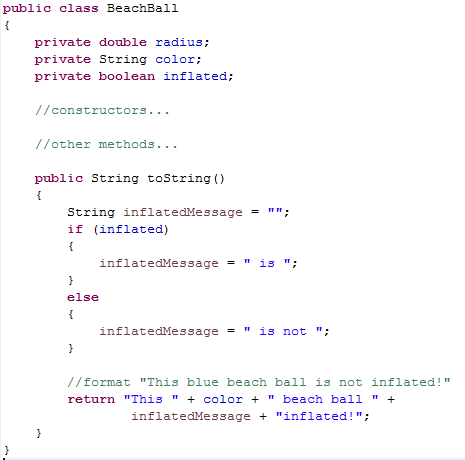 public class BeachBall
{
    private double radius;
    private String color;
    private boolean inflated;

    //constructors...

    //other methods...

    public String toString()
    {
        String inflatedMessage = "";
        if (inflated)
        {
            inflatedMessage = " is ";
        }
        else
        {
            inflatedMessage = " is not ";
        }

        //format "This blue beach ball is not inflated!"
        return "This " + color + " beach ball " +
                inflatedMessage + "inflated!";
    }
}